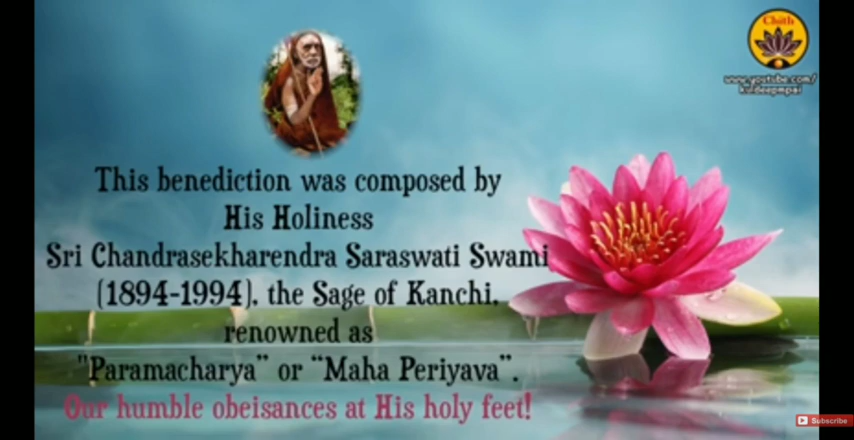 Chith
www.youtube.com/
kuldeepmpai
This benediction was composed by
His Holiness
Sri Chandrasekharendra Saraswati Swami
(1894-1994), the Sage of Kanchi,
renowned as
"Paramacharya” or “Maha Periyava”.
Our humble obeisances at His holy feet!
Subscribe